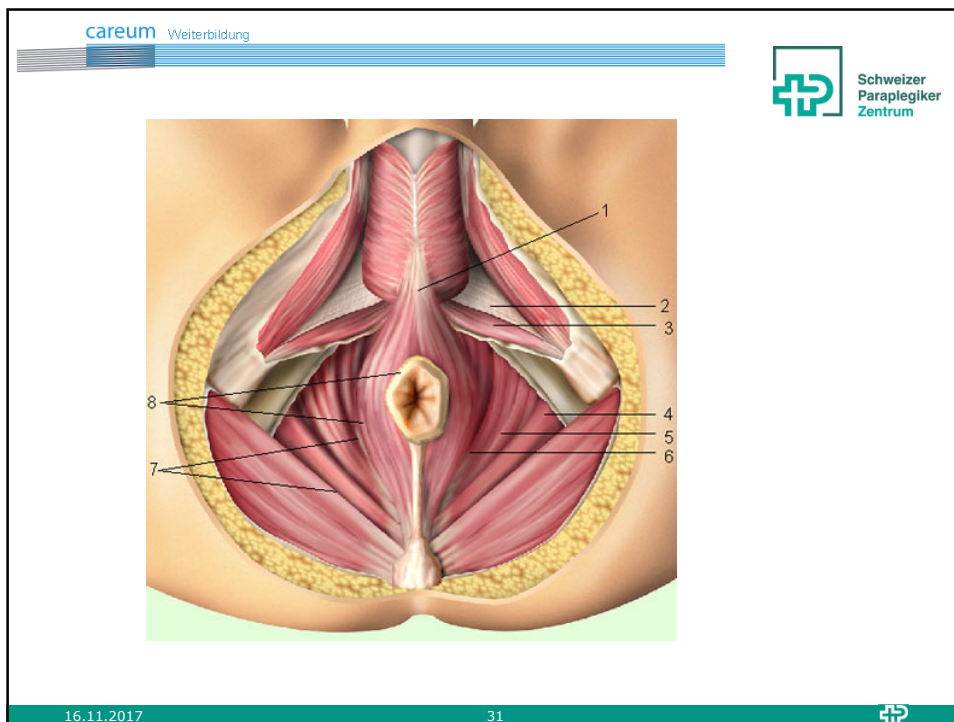 careum Weiterbildung
Schweizer
Paraplegiker
Zentrum
1
2
3
8
4
5
6
7
16.11.2017
31